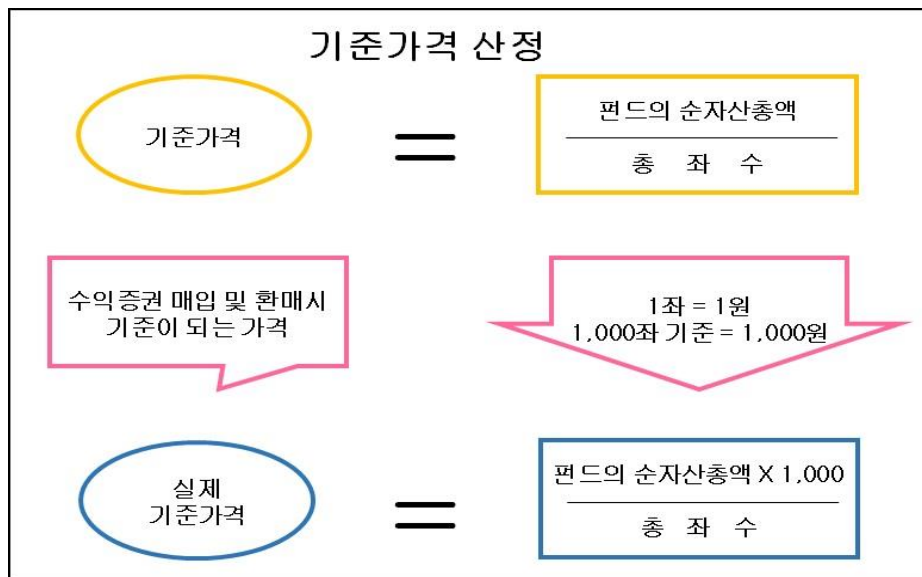 기준가격 산정
기준가격
=
펀드의 순자산총액
총 좌 수
수익증권 매입 및 환매시
기준이 되는 가격
1좌 = 1원
1,000좌 기준 = 1,000원
실제
기준가격
=
펀드의 순자산총액 X 1,000
총 좌 수